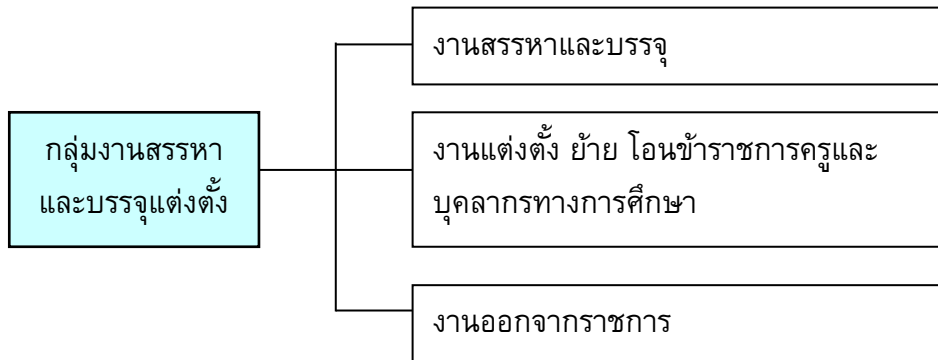 งานสรรหาและบรรจุ
กลุ่มงานสรรหา
และบรรจุแต่งตั้ง
งานแต่งตั้ง ย้าย โอนข้าราชการครูและ
บุคลากรทางการศึกษา
งานออกจากราชการ